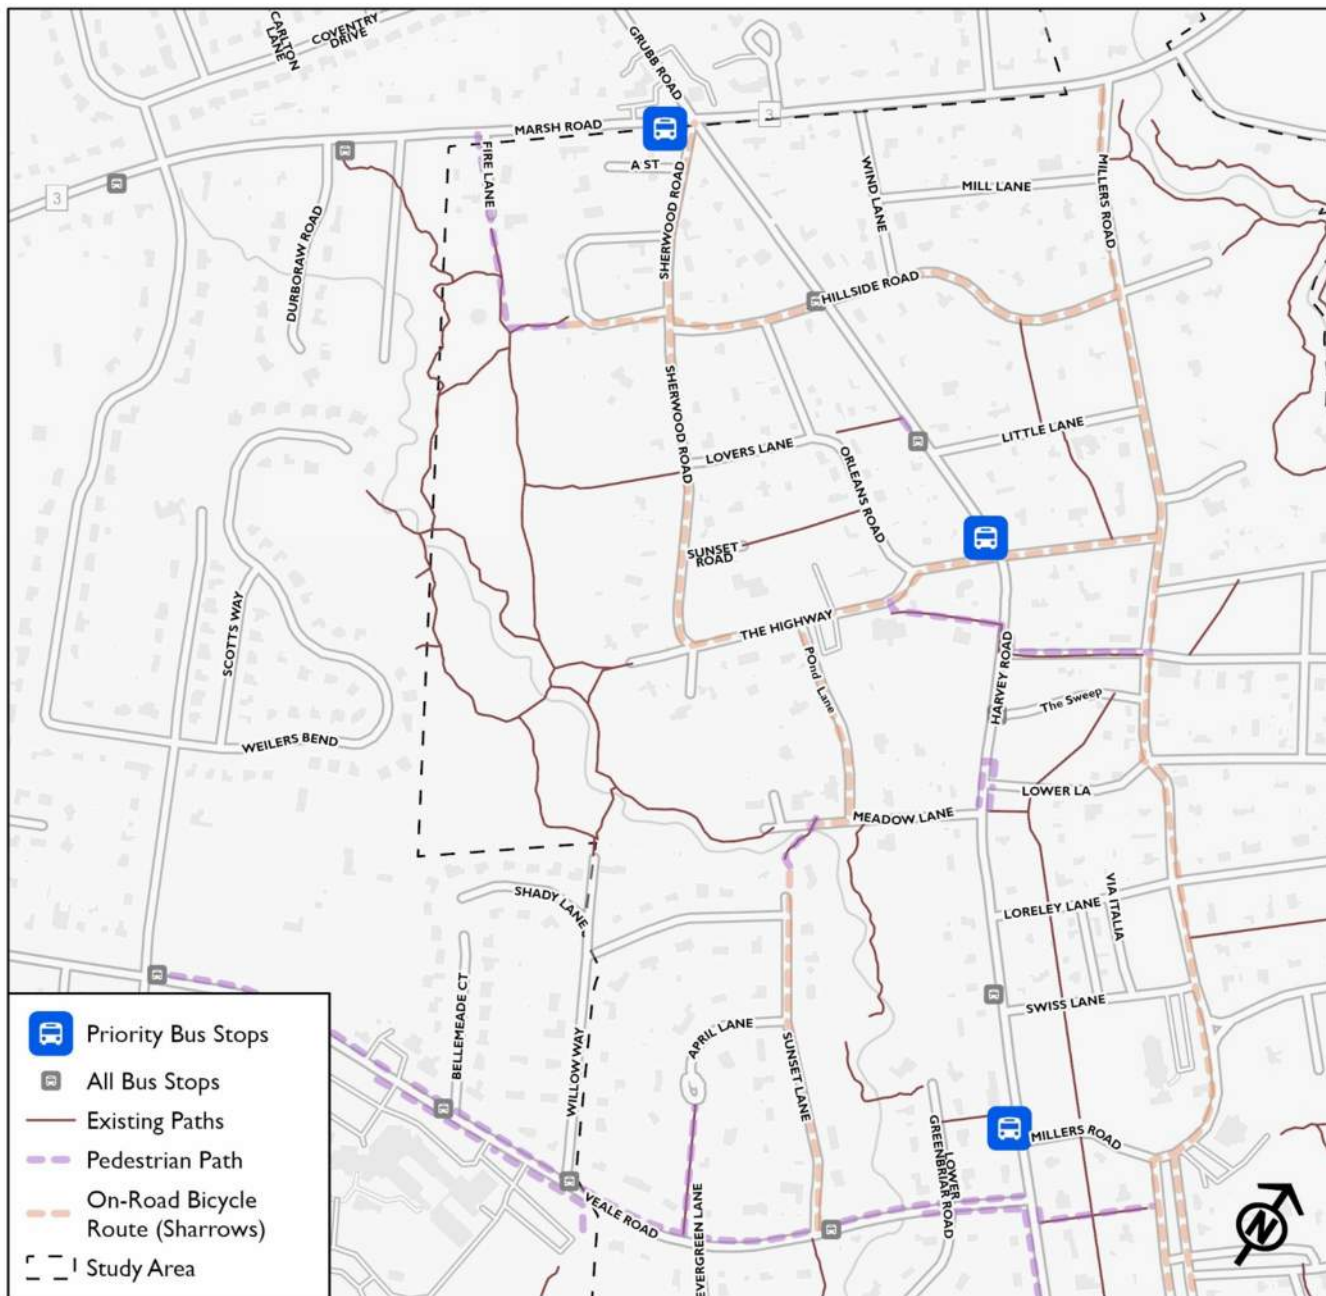 CARLTON
LANE
COVENTRY
DRIVE
GRUBB ROAD
MARSH ROAD
3
3
FIRE LANE
A ST
SHERWOOD ROAD
WIND LANE
MILL LANE
MILLERS ROAD
DURBORAW ROAD
HILLSIDE ROAD
SHERWOOD ROAD
LOVERS LANE
ORLEANS ROAD
LITTLE LANE
SUNSET
ROAD
SCOTTS WAY
THE HIGHWAY
POnd Lane
HARVEY ROAD
The Sweep
WEILERS BEND
LOWER LA
MEADOW LANE
SHADY LANE
LORELEY LANE
VIA ITALIA
BELLEMEADE CT
WILLOW WAY
APRIL LANE
SUNSET LANE
SWISS LANE
LOWER
GREENBRIAR ROAD
MILLERS ROAD
VEALE ROAD
EVERGREEN LANE
Priority Bus Stops
All Bus Stops
Existing Paths
Pedestrian Path
On-Road Bicycle
Route (Sharrows)
Study Area
N